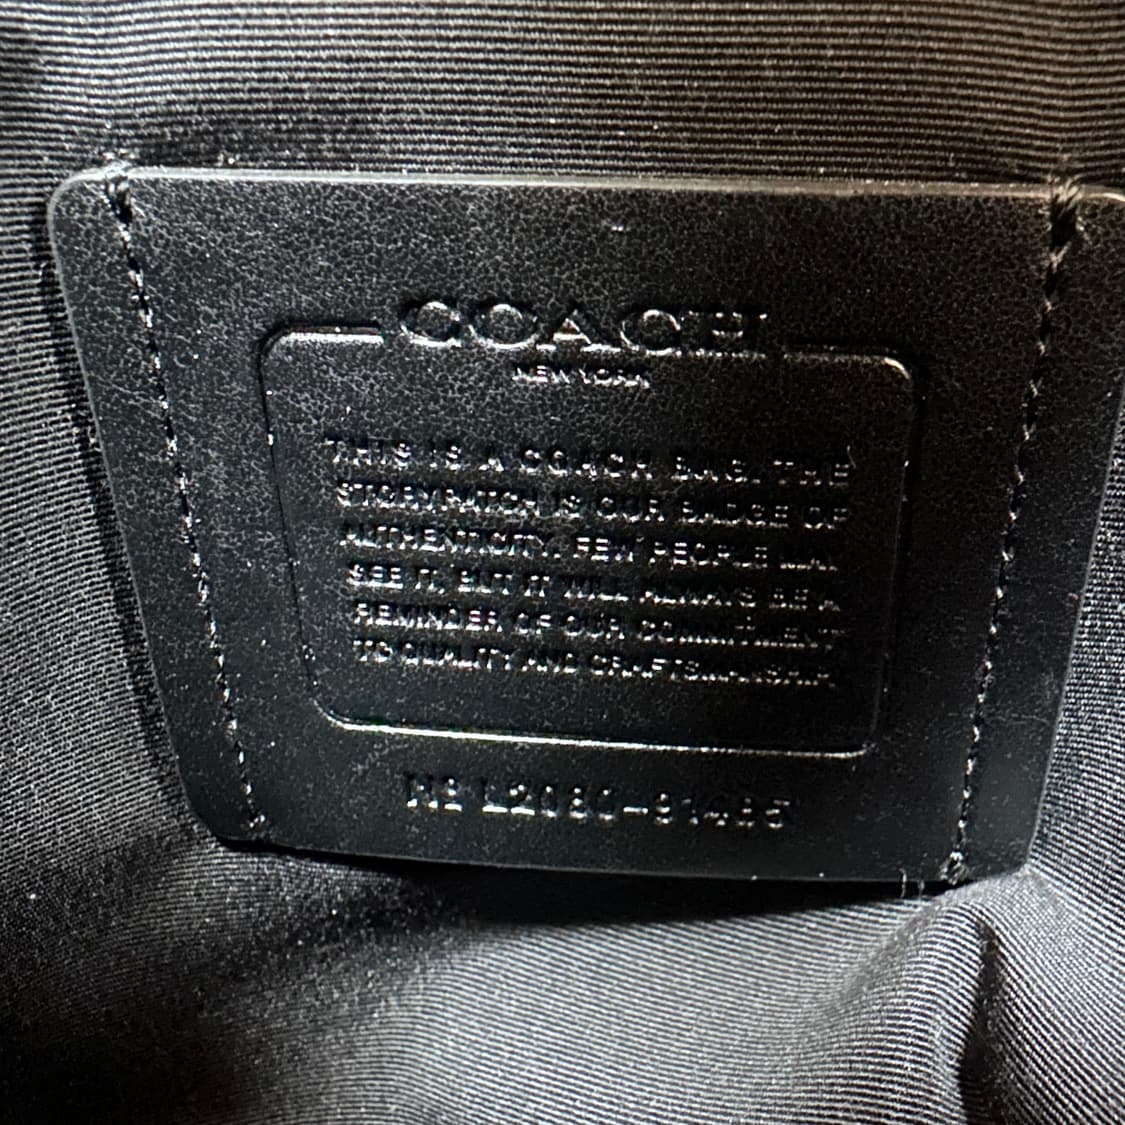 COACH
NEW YORK
THIS IS A COACH BAG. THE
STORYPATCH IS OUR BADGE OF
AUTHENTICITY. FEW PEOPLE MAY
SEE IT, BUT IT WILL ALWAYS BE A
REMINDER OF OUR COMMITMENT
TO QUALITY AND CRAFTSMANSHIP.